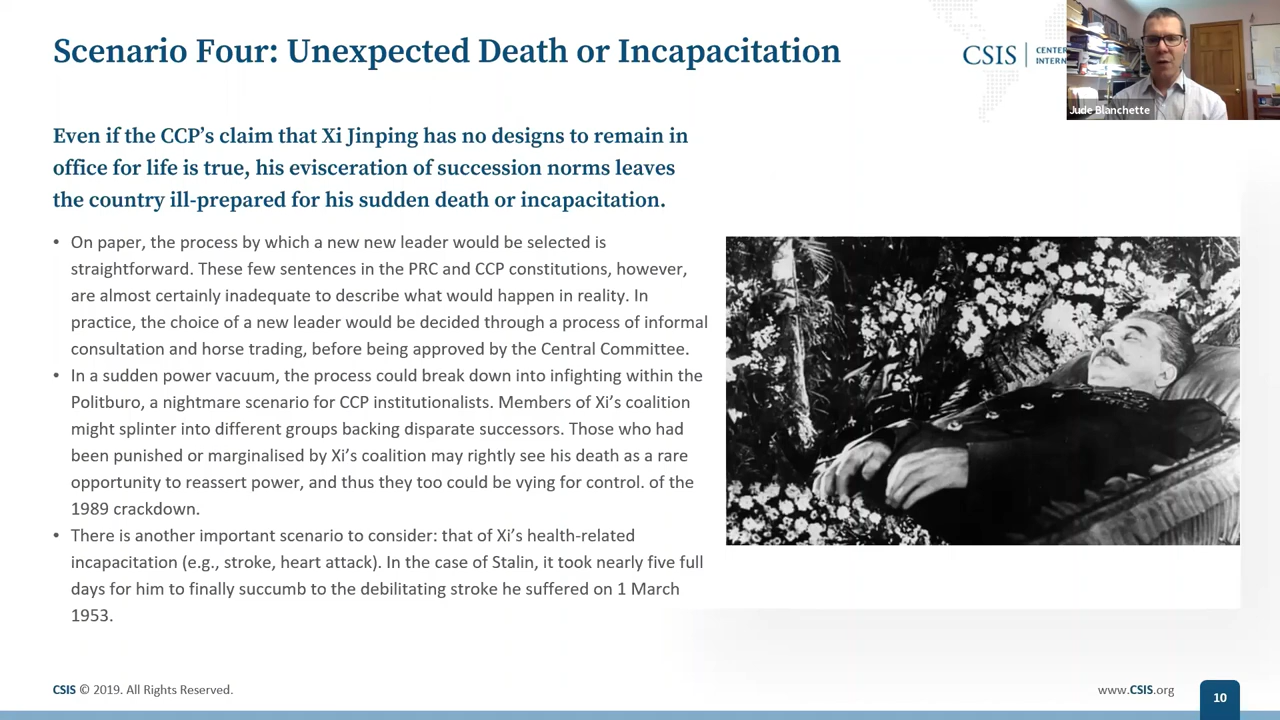 Scenario Four: Unexpected Death or Incapacitation
CSIS
CENTER
INTERN
Jude Blanchette
Even if the CCP’s claim that Xi Jinping has no designs to remain in
office for life is true, his evisceration of succession norms leaves
the country ill-prepared for his sudden death or incapacitation.
• On paper, the process by which a new new leader would be selected is
straightforward. These few sentences in the PRC and CCP constitutions, however,
are almost certainly inadequate to describe what would happen in reality. In
practice, the choice of a new leader would be decided through a process of informal
consultation and horse trading, before being approved by the Central Committee.
• In a sudden power vacuum, the process could break down into infighting within the
Politburo, a nightmare scenario for CCP institutionalists. Members of Xi’s coalition
might splinter into different groups backing disparate successors. Those who had
been punished or marginalised by Xi’s coalition may rightly see his death as a rare
opportunity to reassert power, and thus they too could be vying for control. of the
1989 crackdown.
• There is another important scenario to consider: that of Xi’s health-related
incapacitation (e.g., stroke, heart attack). In the case of Stalin, it took nearly five full
days for him to finally succumb to the debilitating stroke he suffered on 1 March
1953.
CSIS © 2019. All Rights Reserved.
www.CSIS.org
10